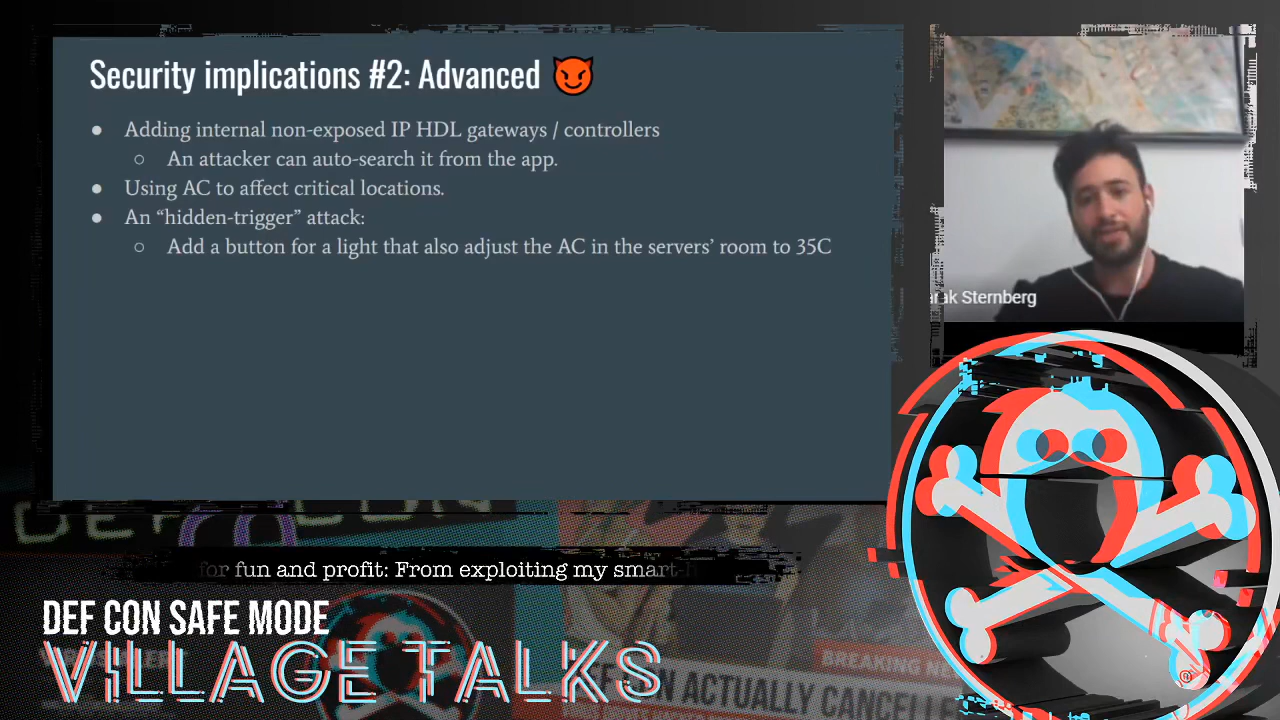 Security implications #2: Advanced 😈
● Adding internal non-exposed IP HDL gateways / controllers
○ An attacker can auto-search it from the app.
● Using AC to affect critical locations.
● An “hidden-trigger” attack:
○ Add a button for a light that also adjust the AC in the servers’ room to 35C
Sternberg
for fun and profit: From exploiting my smart-h
DEF CON SAFE MODE
VILLAGE TALKS
DEF CON
BREAKING
ACTUALLY
®